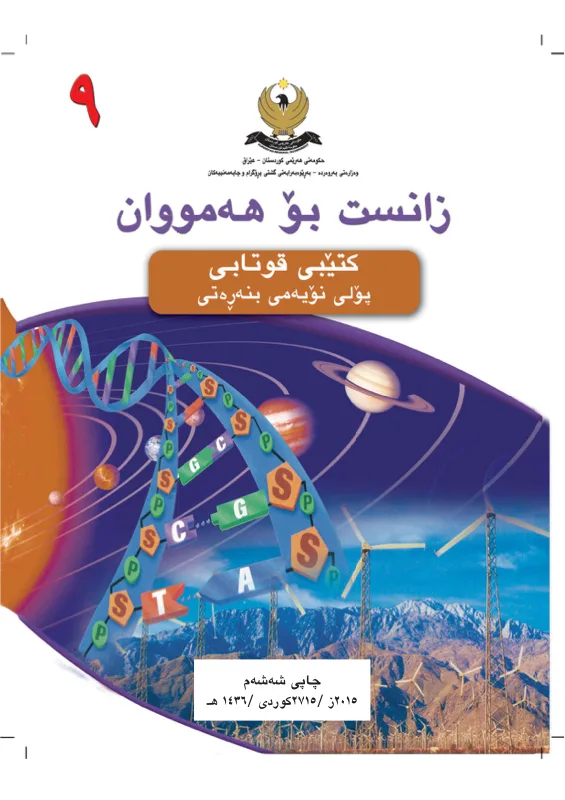 ٩
حکومەتی هەرێمی کوردستان - عێراق
وەزارەتی پەروەردە - بەڕێوەبەرایەتی گشتی پرۆگرام و چاپەمەنییەکان
زانست بۆ هەمووان
کتێبی قوتابی
پۆلی نۆیەمی بنەڕەتی
S
P
S
P
S
P
G
C
C
G
S
P
S
T
A
S
P
S
P
چاپی شەشەم
٢٠١٥ز /٢٧١٥کوردی /١٤٣٦ هـ